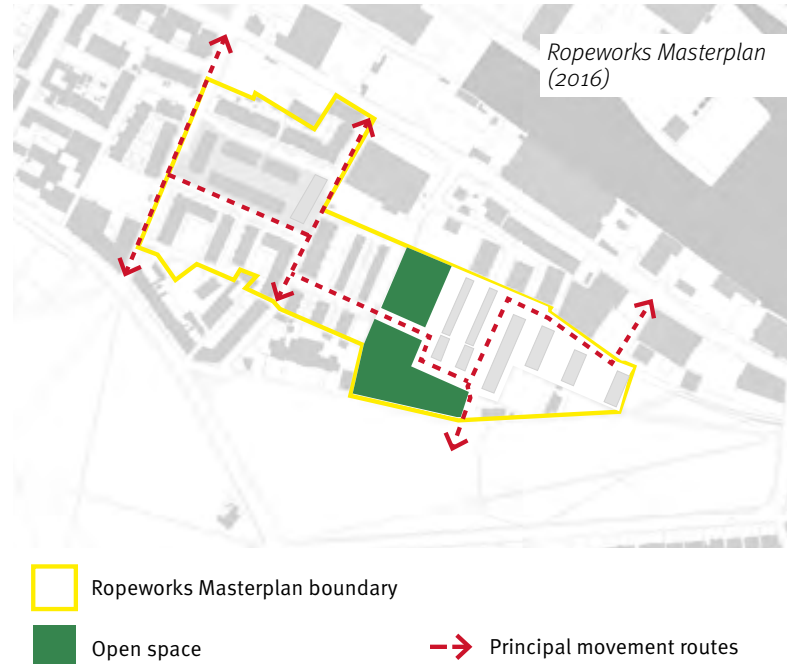 Ropeworks Masterplan
(2016)
Ropeworks Masterplan boundary
Open space
Principal movement routes